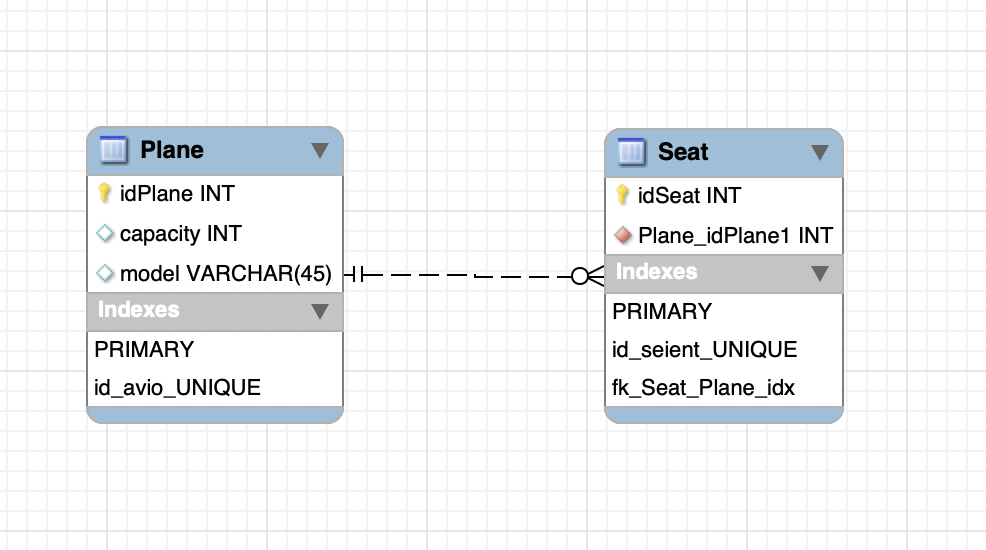 Plane
idPlane INT
capacity INT
model VARCHAR(45)
Indexes
PRIMARY
id_avio_UNIQUE
Seat
idSeat INT
Plane_idPlane1 INT
Indexes
PRIMARY
id_seient_UNIQUE
fk_Seat_Plane_idx